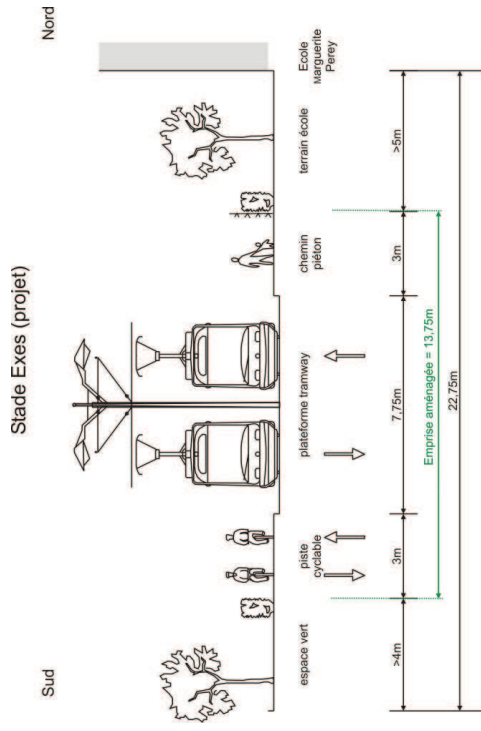 Stade Exes (projet)
Sud
Nord
espace vert
piste
cyclable
plateforme tramway
chemin
piéton
terrain école
Ecole
Marguerite
Perey
>4m
3m
7,75m
3m
>5m
Emprise aménagée = 13,75m
22,75m